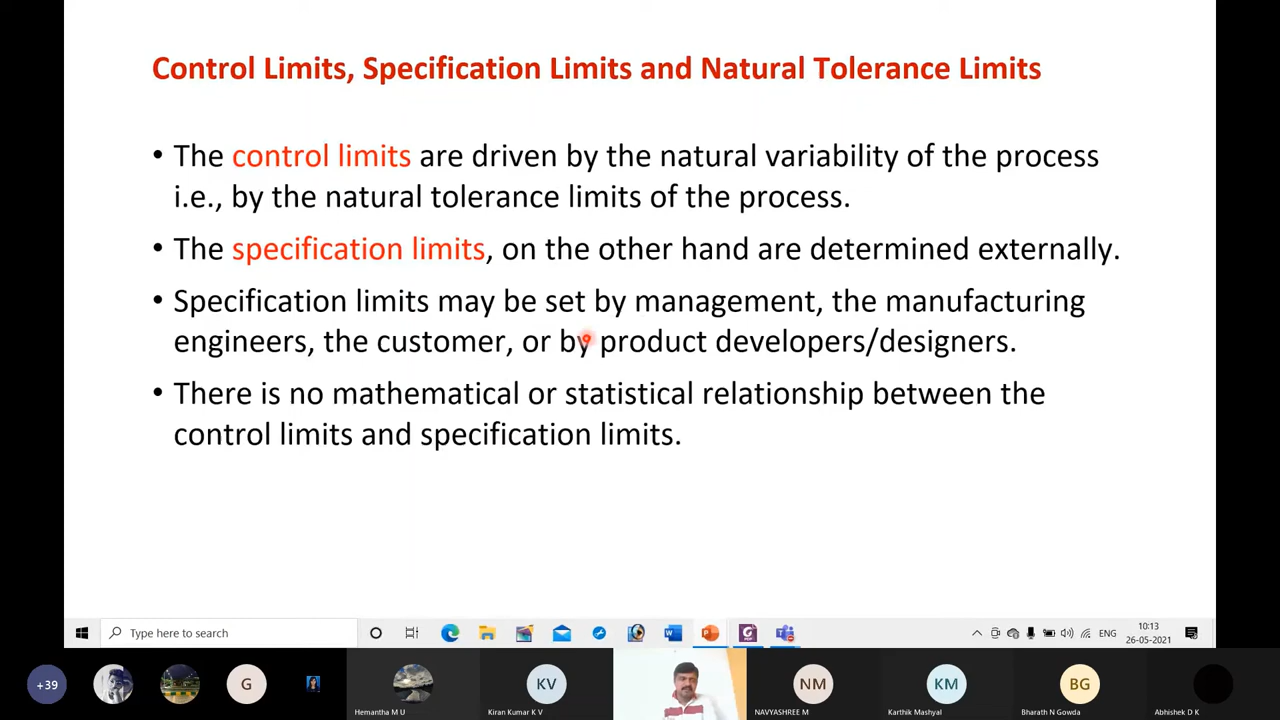 Control Limits, Specification Limits and Natural Tolerance Limits
• The control limits are driven by the natural variability of the process
i.e., by the natural tolerance limits of the process.
• The specification limits, on the other hand are determined externally.
• Specification limits may be set by management, the manufacturing
engineers, the customer, or by product developers/designers.
• There is no mathematical or statistical relationship between the
control limits and specification limits.
Type here to search
ENG
10:13
26-05-2021
+39
G
KV
NM
KM
BG
Hemantha M U
Kiran Kumar K V
NAVYASHREE M
Karthik Mashyal
Bharath N Gowda
Abhishek D K